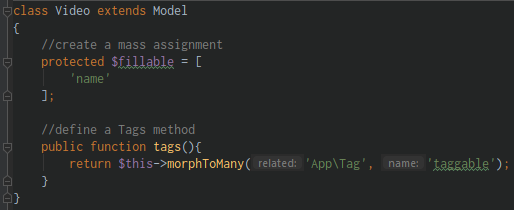 class Video extends Model
{
    //create a mass assignment
    protected $fillable = [
        'name'
    ];

    //define a Tags method
    public function tags(){
        return $this->morphToMany( related: 'App\Tag', name: 'taggable');
    }
}